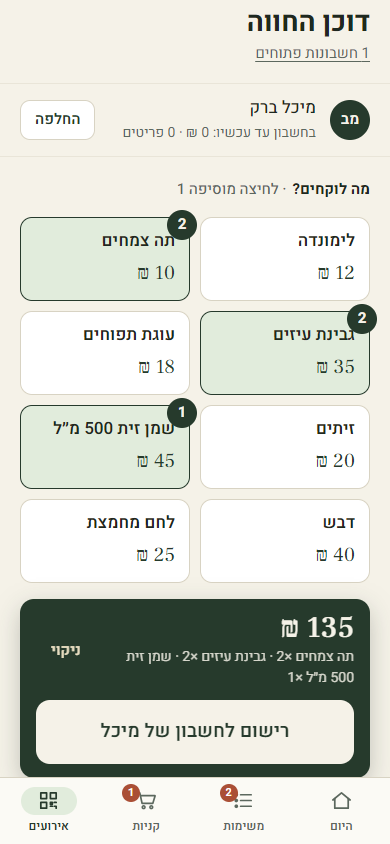 דוכן החווה
1 חשבונות פתוחים
מב
מיכל ברק
בחשבון עד עכשיו: 0 ₪ · 0 פריטים
החלפה
מה לוקחים? · לחיצה מוסיפה 1
לימונדה
12 ₪
2
תה צמחים
10 ₪
2
גבינת עיזים
35 ₪
עוגת תפוחים
18 ₪
זיתים
20 ₪
1
שמן זית 500 מ״ל
45 ₪
דבש
40 ₪
לחם מחמצת
25 ₪
135 ₪
תה צמחים ×2 · גבינת עיזים ×2 · שמן זית
500 מ״ל ×1
ניקוי
רישום לחשבון של מיכל
היום
2
משימות
1
קניות
אירועים